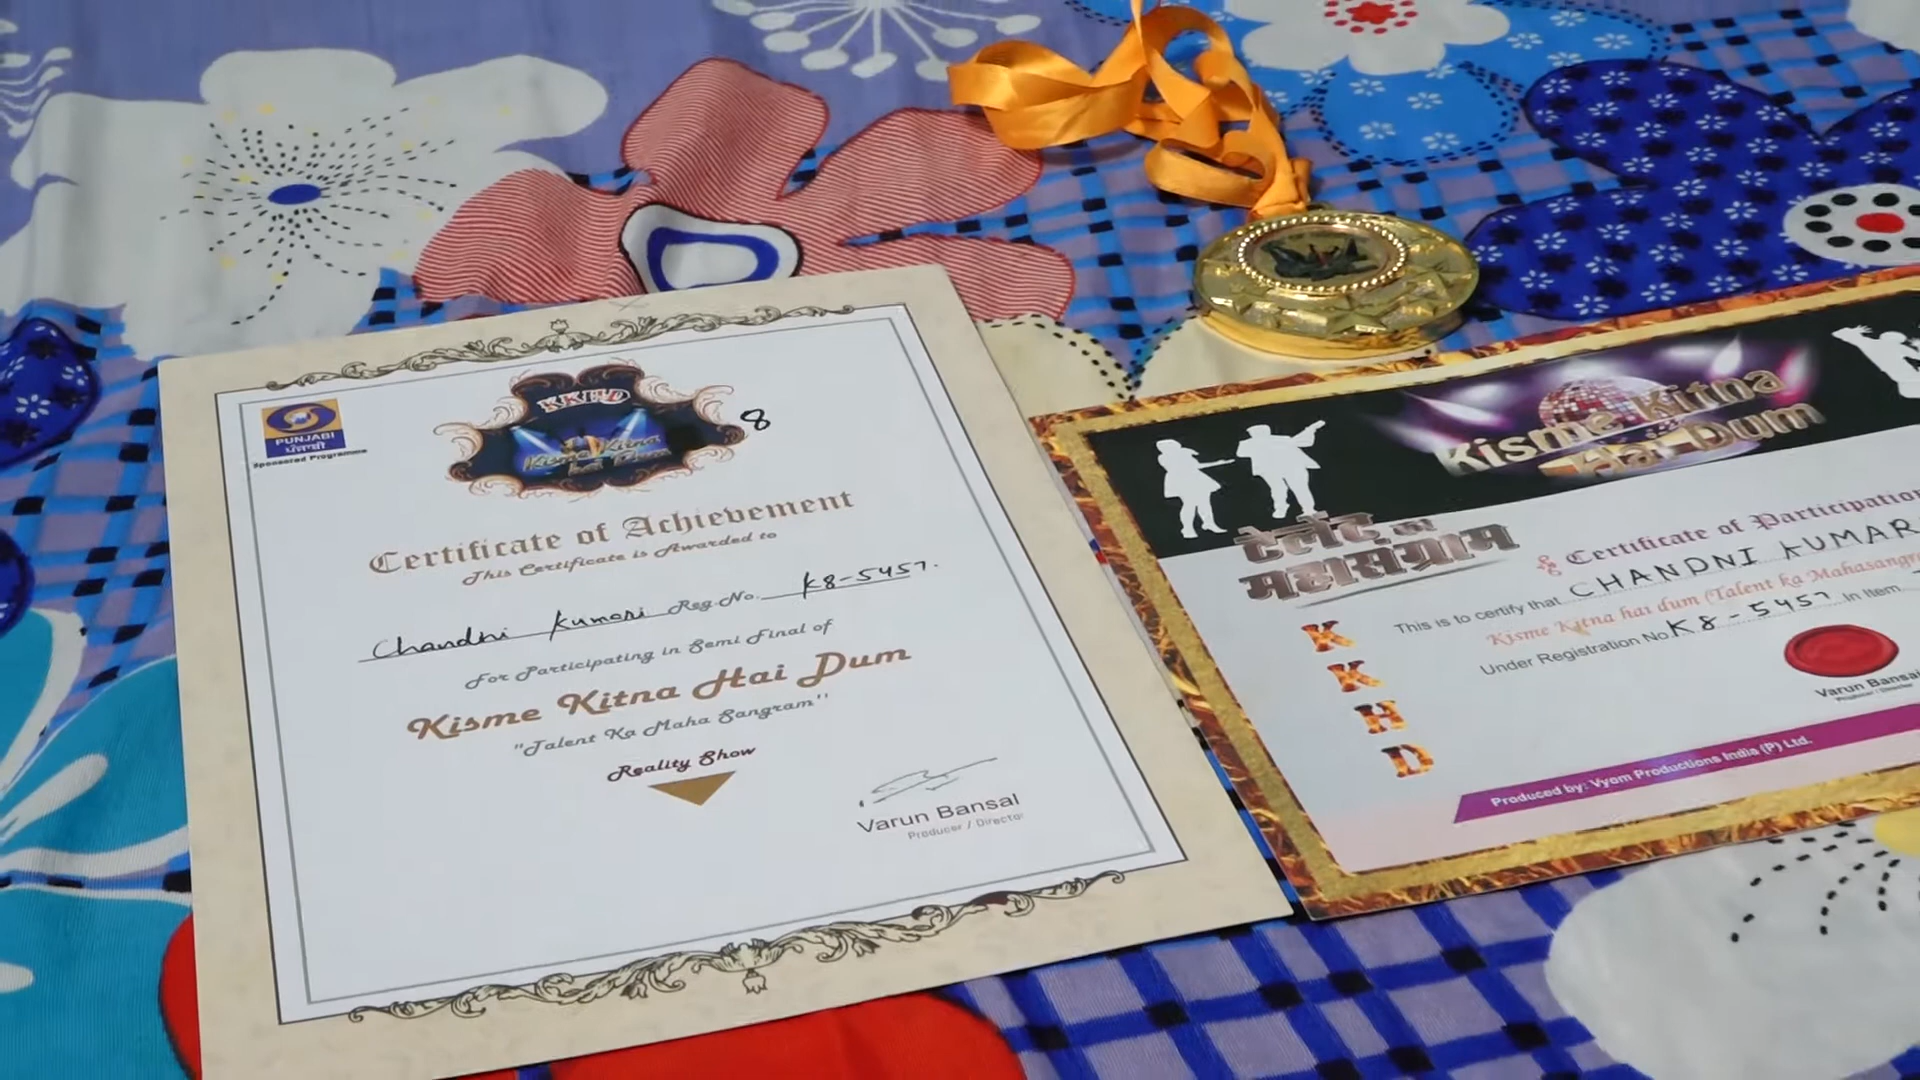 PUNJABI
ਪੰਜਾਬੀ
Sponsored Programme
KKHD
Kisme Kitna
hai Dum
8
Certificate of Achievement
This Certificate is Awarded to
Chandni Kumari Reg.No. K8-5457.
For Participating in Semi Final of
Kisme Kitna Hai Dum
"Talent Ka Maha Sangram"
Reality Show
Varun Bansal
Producer / Director
Kisme Kitna
Hai Dum
टेलेंट का
महासग्राम
Certificate of Participation
This is to certify that CHANDNI KUMAR
Kisme Kitna hai dum (Talent ka Mahasangr
Under Registration No. K8-5457 in Item
K
K
H
D
Varun Bansal
Producer / Director
Produced by: Vyom Productions India (P) Ltd.